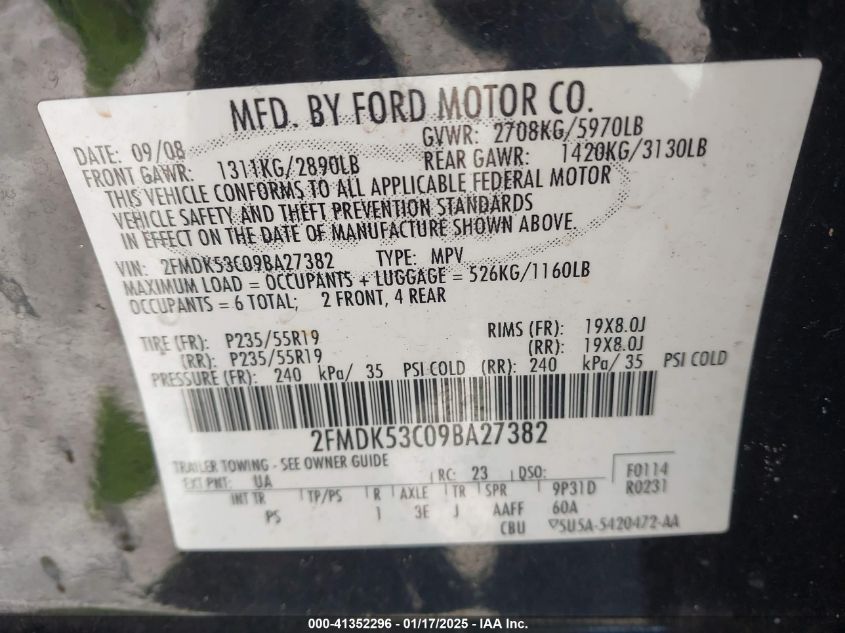 MFD. BY FORD MOTOR CO.
DATE: 09/08 GVWR: 2708KG/5970LB
FRONT GAWR: 1311KG/2890LB REAR GAWR: 1420KG/3130LB
THIS VEHICLE CONFORMS TO ALL APPLICABLE FEDERAL MOTOR
VEHICLE SAFETY AND THEFT PREVENTION STANDARDS
IN EFFECT ON THE DATE OF MANUFACTURE SHOWN ABOVE.
VIN: 2FMDK53C09BA27382 TYPE: MPV
MAXIMUM LOAD = OCCUPANTS + LUGGAGE = 526KG/1160LB
OCCUPANTS = 6 TOTAL; 2 FRONT, 4 REAR
TIRE (FR): P235/55R19 RIMS (FR): 19X8.0J
(RR): P235/55R19 (RR): 19X8.0J
PRESSURE (FR): 240 kPa/ 35 PSI COLD (RR): 240 kPa/ 35 PSI COLD
2FMDK53C09BA27382
TRAILER TOWING - SEE OWNER GUIDE
EXT PNT: UA RC: 23 DSO: F0114
INT TR TP/PS R AXLE TR SPR 9P31D R0231
PS 1 3E J AAFF 60A
CBU ▽5U5A-5420472-AA
000-41352296 — 01/17/2025 — IAA Inc.